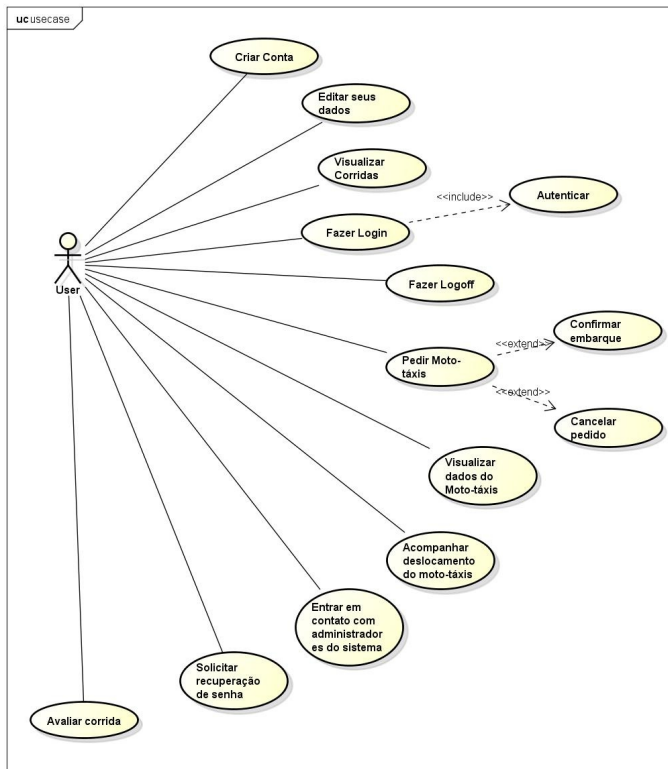 uc usecase
Criar Conta
Editar seus
dados
Visualizar
Corridas
<<include>>
Autenticar
Fazer Login
User
Fazer Logoff
Confirmar
embarque
<<extend>>
Pedir Moto-
táxis
<<extend>>
Cancelar
pedido
Visualizar
dados do
Moto-táxis
Acompanhar
deslocamento
do moto-táxis
Entrar em
contato com
administrador
es do sistema
Solicitar
recuperação
de senha
Avaliar corrida